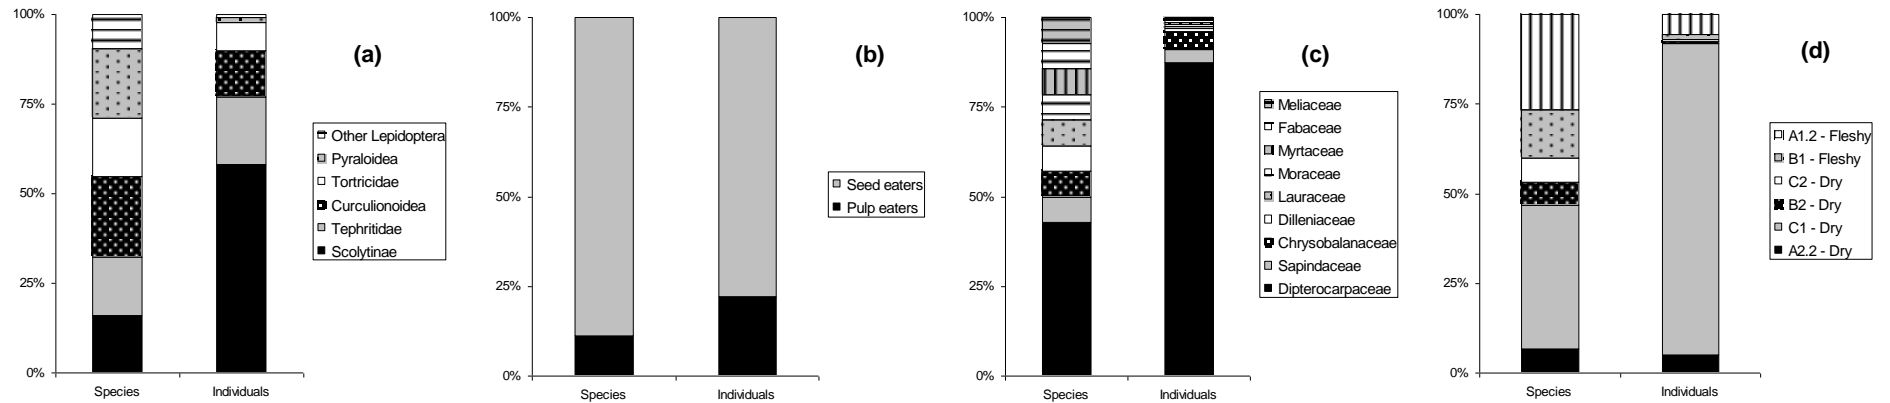 (a)
100%
75%
50%
25%
0%
Species Individuals
Other Lepidoptera
Pyraloidea
Tortricidae
Curculionoidea
Tephritidae
Scolytinae
(b)
100%
75%
50%
25%
0%
Species Individuals
Seed eaters
Pulp eaters
(c)
100%
75%
50%
25%
0%
Species Individuals
Meliaceae
Fabaceae
Myrtaceae
Moraceae
Lauraceae
Dilleniaceae
Chrysobalanaceae
Sapindaceae
Dipterocarpaceae
(d)
100%
75%
50%
25%
0%
Species Individuals
A1.2 - Fleshy
B1 - Fleshy
C2 - Dry
B2 - Dry
C1 - Dry
A2.2 - Dry